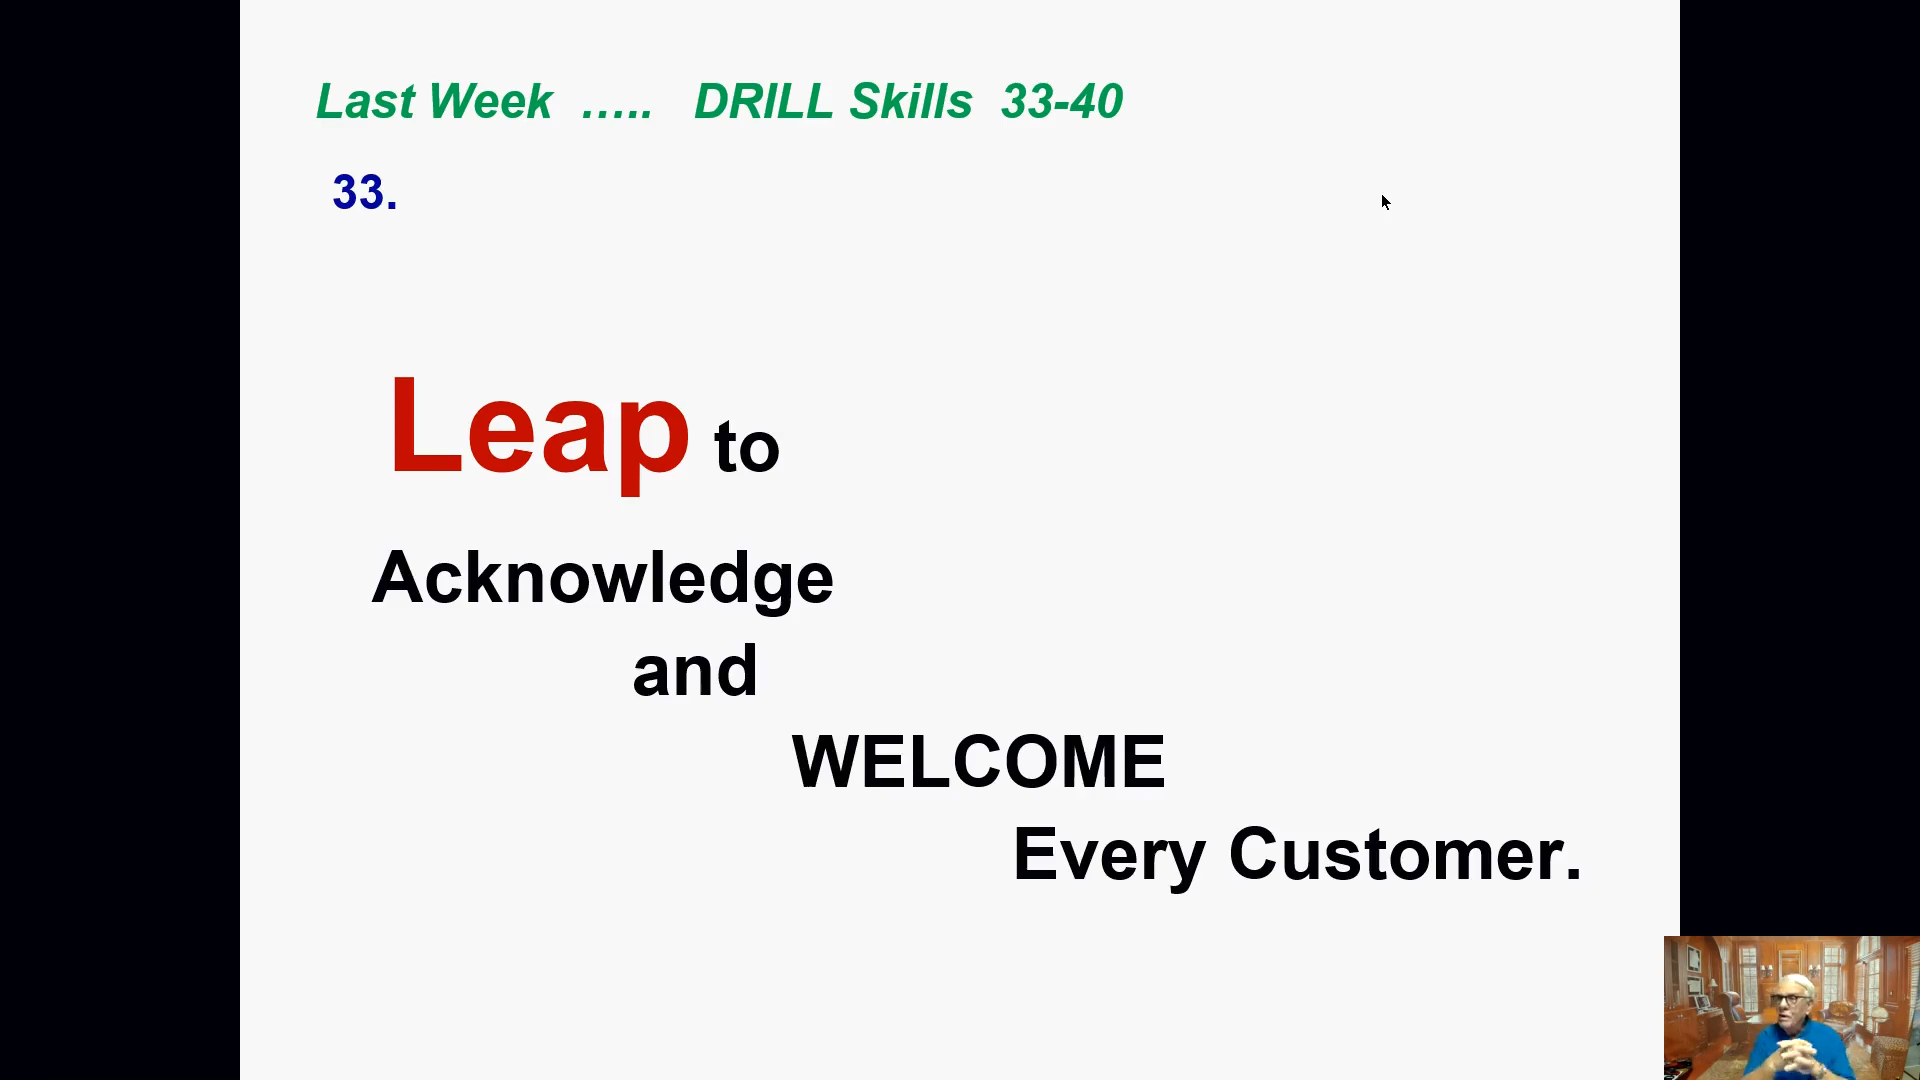 Last Week ..... DRILL Skills 33-40
33.
Leap to
Acknowledge
and
WELCOME
Every Customer.